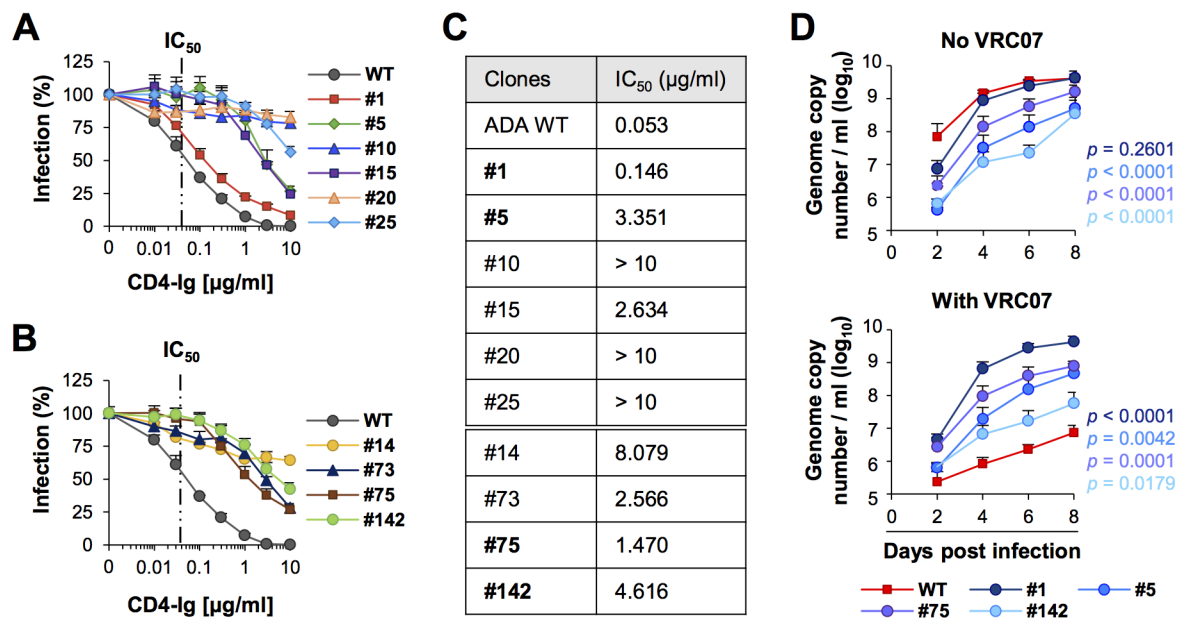 A
IC50
Infection (%)
125
100
75
50
25
0
0 0.01 0.1 1 10
CD4-Ig [µg/ml]
WT
#1
#5
#10
#15
#20
#25
B
IC50
Infection (%)
125
100
75
50
25
0
0 0.01 0.1 1 10
CD4-Ig [µg/ml]
WT
#14
#73
#75
#142
C
Clones IC50 (µg/ml)
ADA WT 0.053
#1 0.146
#5 3.351
#10 > 10
#15 2.634
#20 > 10
#25 > 10
#14 8.079
#73 2.566
#75 1.470
#142 4.616
D
No VRC07
Genome copy
number / ml (log10)
10
9
8
7
6
5
0 2 4 6 8
p = 0.2601
p < 0.0001
p < 0.0001
p < 0.0001
With VRC07
Genome copy
number / ml (log10)
10
9
8
7
6
5
0 2 4 6 8
p < 0.0001
p = 0.0042
p = 0.0001
p = 0.0179
Days post infection
WT #1 #5
#75 #142